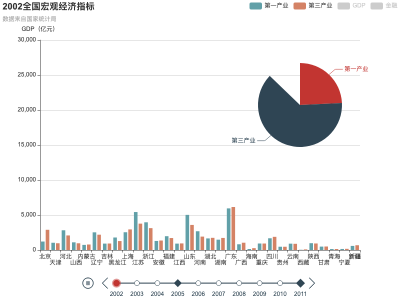 2002全国宏观经济指标
数据来自国家统计局
第一产业 第三产业 GDP 金融
GDP（亿元）
30,000
25,000
20,000
15,000
10,000
5,000
0
第一产业
第三产业
北京 河北 内蒙古 吉林 上海 浙江 福建 山东 湖北 广东 海南 四川 云南 陕西 青海 新疆
天津 山西 辽宁 黑龙江 江苏 安徽 江西 河南 湖南 广西 重庆 贵州 西藏 甘肃 宁夏
2002 2003 2004 2005 2006 2007 2008 2009 2010 2011